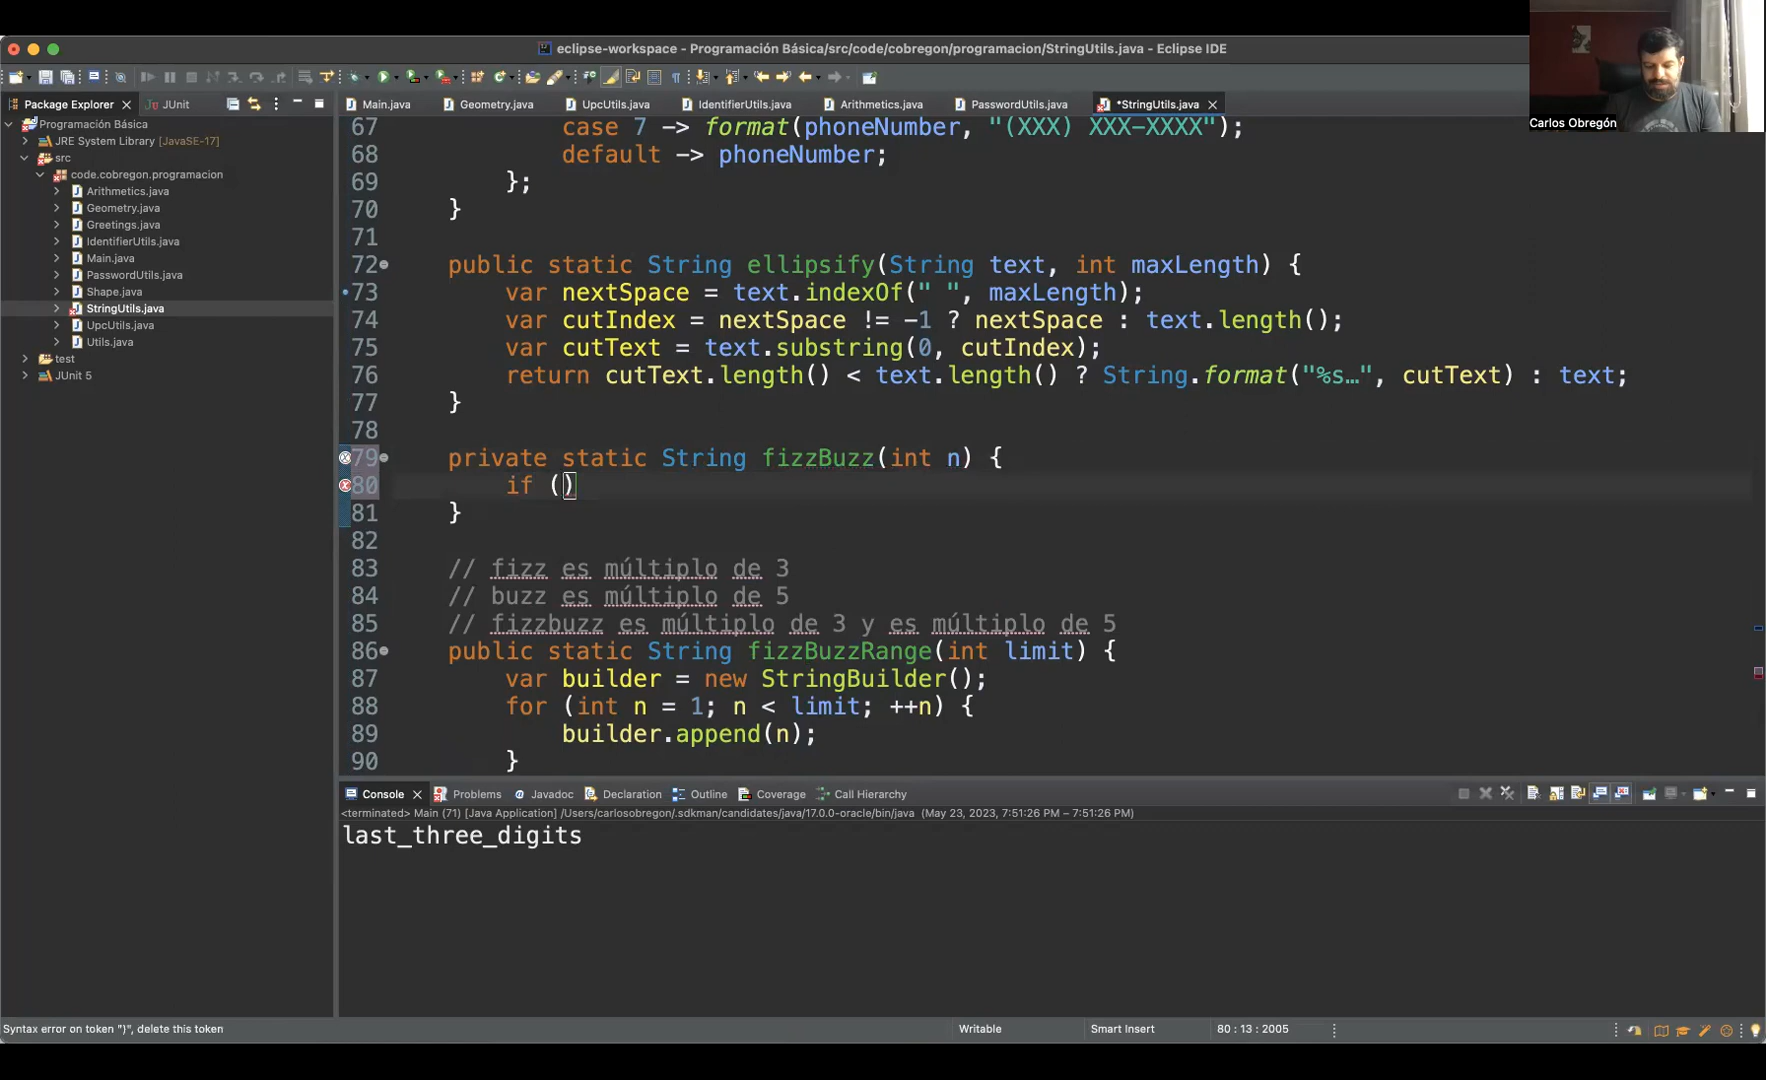 eclipse-workspace - Programación Básica/src/code/cobregon/programacion/StringUtils.java - Eclipse IDE
Carlos Obregón
Package Explorer
JUnit
Main.java
Geometry.java
UpcUtils.java
IdentifierUtils.java
Arithmetics.java
PasswordUtils.java
*StringUtils.java
Programación Básica
JRE System Library [JavaSE-17]
src
code.cobregon.programacion
Arithmetics.java
Geometry.java
Greetings.java
IdentifierUtils.java
Main.java
PasswordUtils.java
Shape.java
StringUtils.java
UpcUtils.java
Utils.java
test
JUnit 5
67 case 7 -> format(phoneNumber, "(XXX) XXX-XXXX");
68 default -> phoneNumber;
69 };
70 }
71
72 public static String ellipsify(String text, int maxLength) {
73 var nextSpace = text.indexOf(" ", maxLength);
74 var cutIndex = nextSpace != -1 ? nextSpace : text.length();
75 var cutText = text.substring(0, cutIndex);
76 return cutText.length() < text.length() ? String.format("%s…", cutText) : text;
77 }
78
79 private static String fizzBuzz(int n) {
80 if ()
81 }
82
83 // fizz es múltiplo de 3
84 // buzz es múltiplo de 5
85 // fizzbuzz es múltiplo de 3 y es múltiplo de 5
86 public static String fizzBuzzRange(int limit) {
87 var builder = new StringBuilder();
88 for (int n = 1; n < limit; ++n) {
89 builder.append(n);
90 }
Console
Problems
Javadoc
Declaration
Outline
Coverage
Call Hierarchy
<terminated> Main (71) [Java Application] /Users/carlosobregon/.sdkman/candidates/java/17.0.0-oracle/bin/java (May 23, 2023, 7:51:26 PM – 7:51:26 PM)
last_three_digits
Syntax error on token ")", delete this token
Writable
Smart Insert
80 : 13 : 2005